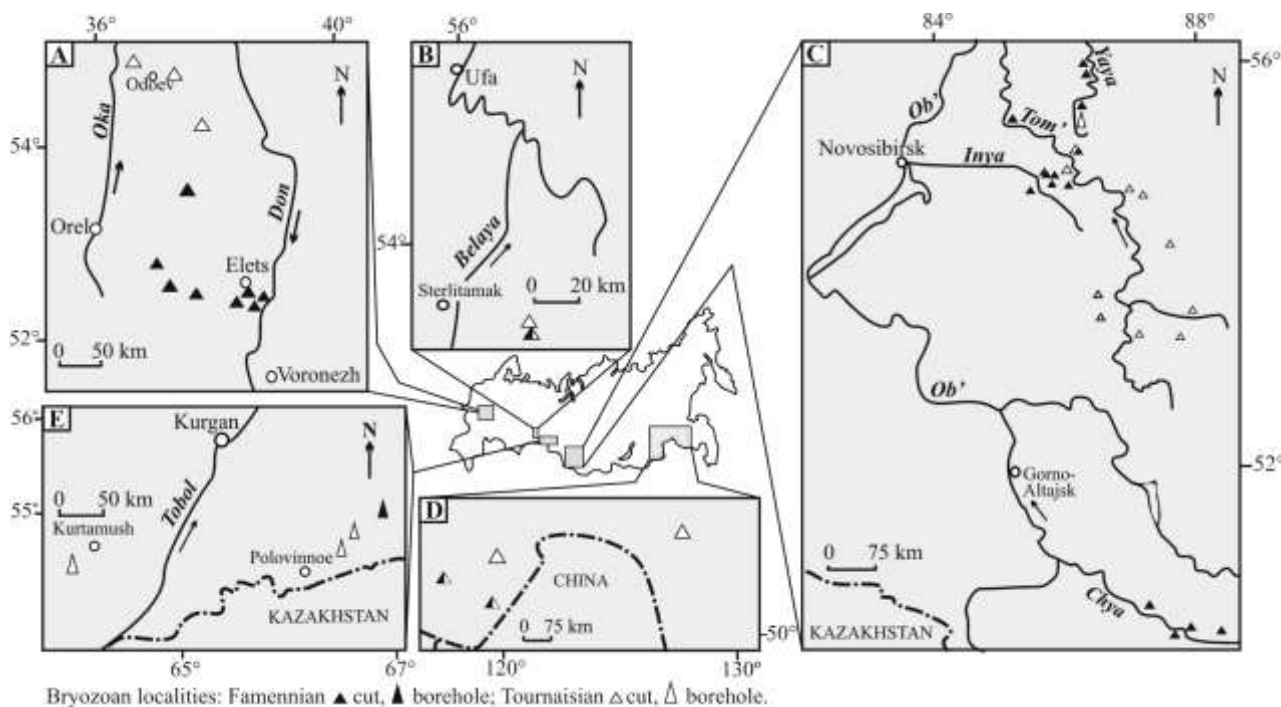 36°
40°
56°
84°
88°
A
N
Odoev
Oka
54°
Don
Orel
Elets
52°
0 50 km
Voronezh
B
Ufa
N
54°
Belaya
0 20 km
Sterlitamak
C
56°
Yaya
N
Ob'
Tom'
Novosibirsk
Inya
Ob'
52°
Gorno-
Altajsk
0 75 km
Chya
KAZAKHSTAN
E
56°
Kurgan
N
0 50 km
55°
Kurtamush
Tobol
Polovinnoe
KAZAKHSTAN
65°
67°
D
CHINA
0 75 km
50°
120°
130°
Bryozoan localities: Famennian ▲ cut, ▲ borehole; Tournaisian △ cut, △ borehole.